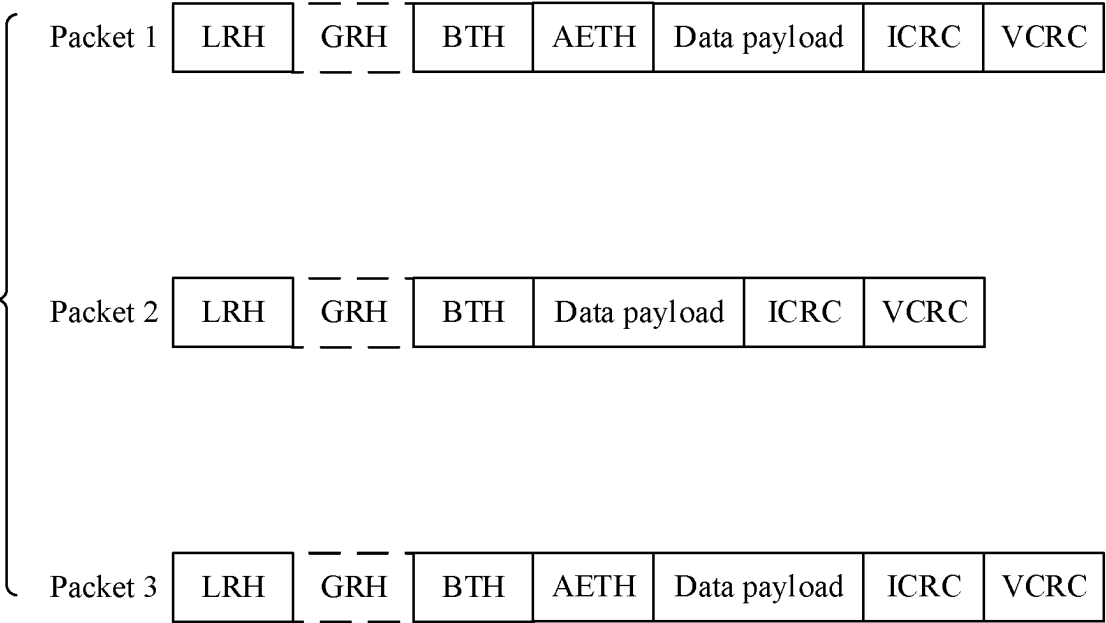 Packet 1 LRH GRH BTH AETH Data payload ICRC VCRC
Packet 2 LRH GRH BTH Data payload ICRC VCRC
Packet 3 LRH GRH BTH AETH Data payload ICRC VCRC